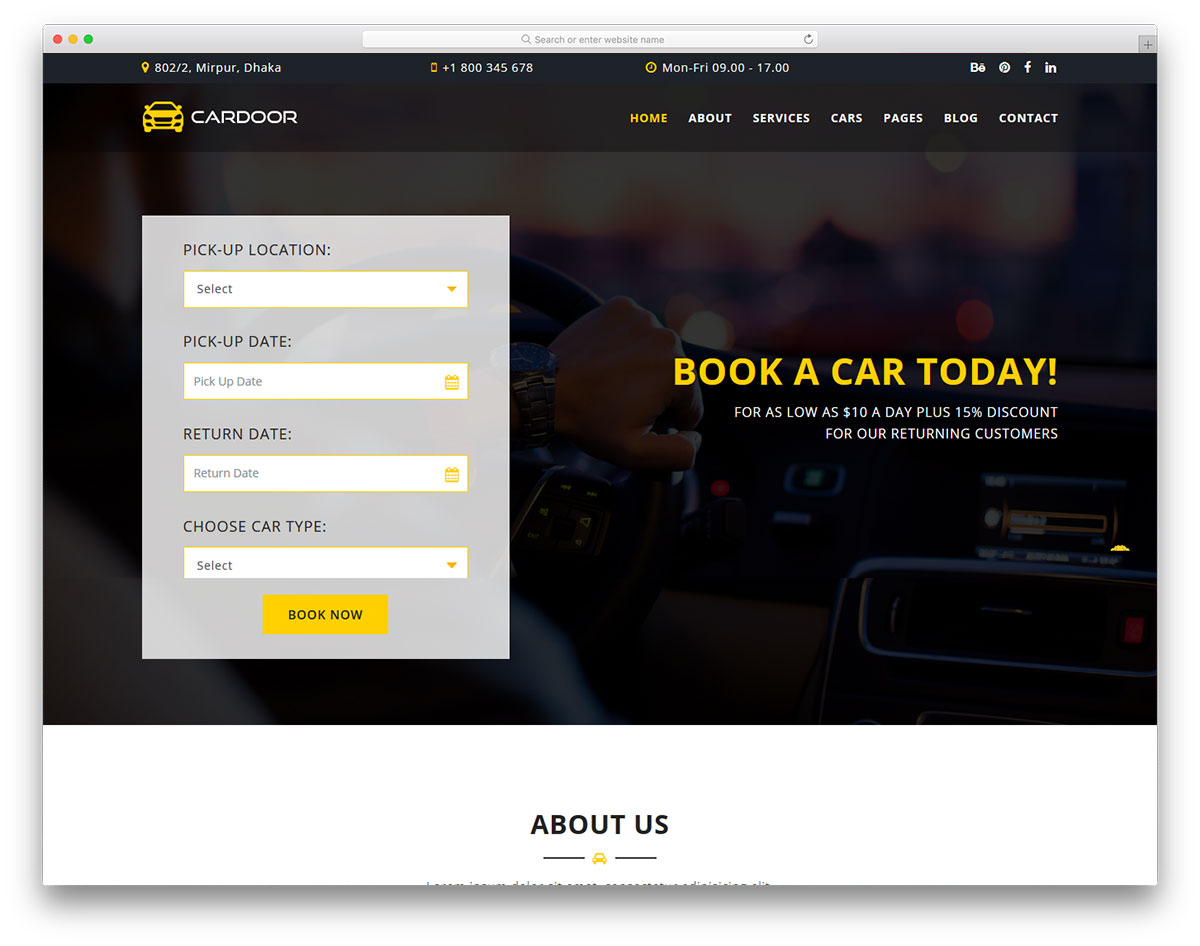 Search or enter website name
802/2, Mirpur, Dhaka
+1 800 345 678
Mon-Fri 09.00 - 17.00
Bē
CARDOOR
HOME
ABOUT
SERVICES
CARS
PAGES
BLOG
CONTACT
PICK-UP LOCATION:
Select
PICK-UP DATE:
Pick Up Date
RETURN DATE:
Return Date
CHOOSE CAR TYPE:
Select
BOOK NOW
BOOK A CAR TODAY!
FOR AS LOW AS $10 A DAY PLUS 15% DISCOUNT
FOR OUR RETURNING CUSTOMERS
ABOUT US